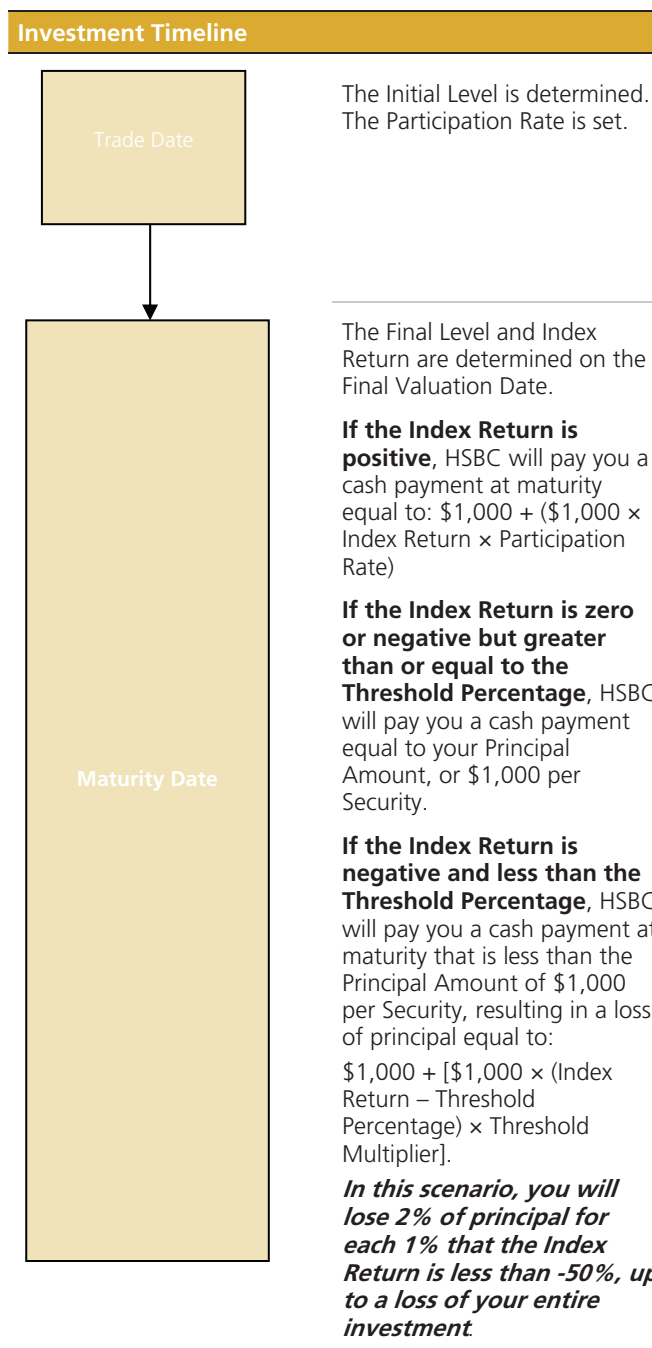 Investment Timeline
Trade Date
The Initial Level is determined.
The Participation Rate is set.
The Final Level and Index
Return are determined on the
Final Valuation Date.
If the Index Return is
positive, HSBC will pay you a
cash payment at maturity
equal to: $1,000 + ($1,000 ×
Index Return × Participation
Rate)
If the Index Return is zero
or negative but greater
than or equal to the
Threshold Percentage, HSBC
will pay you a cash payment
equal to your Principal
Amount, or $1,000 per
Security.
Maturity Date
If the Index Return is
negative and less than the
Threshold Percentage, HSBC
will pay you a cash payment at
maturity that is less than the
Principal Amount of $1,000
per Security, resulting in a loss
of principal equal to:
$1,000 + [$1,000 × (Index
Return – Threshold
Percentage) × Threshold
Multiplier].
In this scenario, you will
lose 2% of principal for
each 1% that the Index
Return is less than -50%, up
to a loss of your entire
investment.